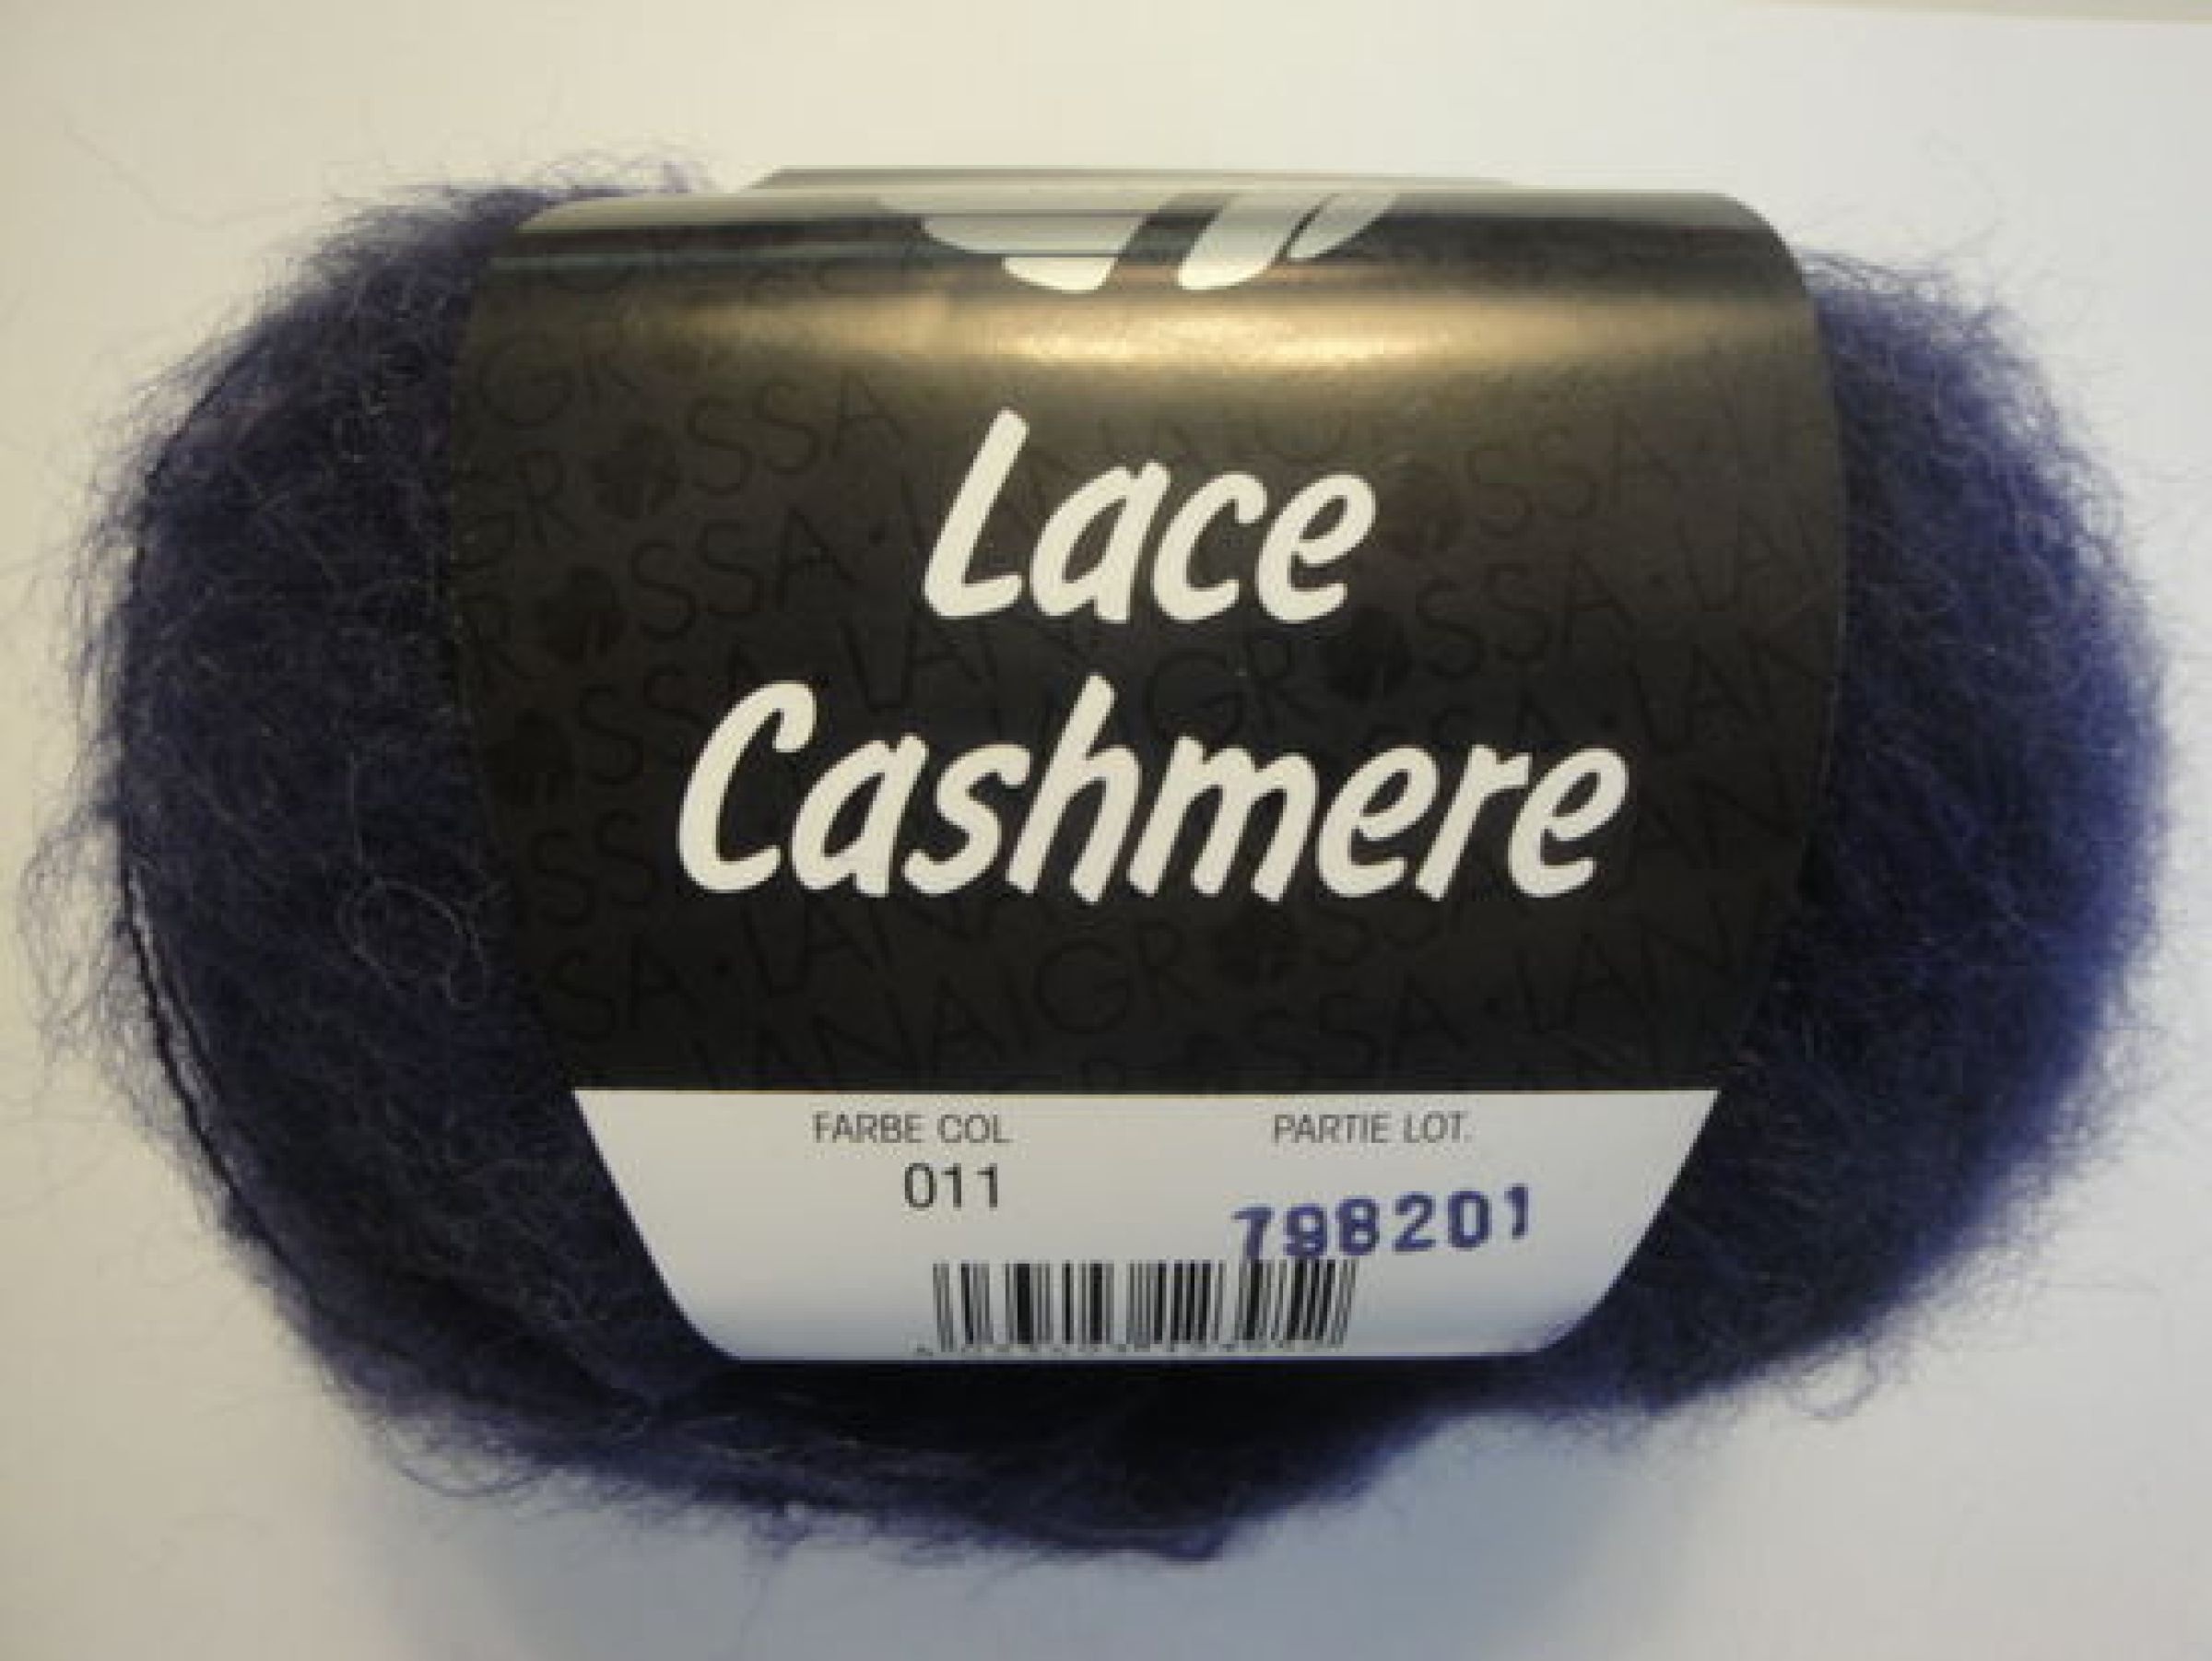 Lace
Cashmere
FARBE COL
PARTIE LOT.
011
798201